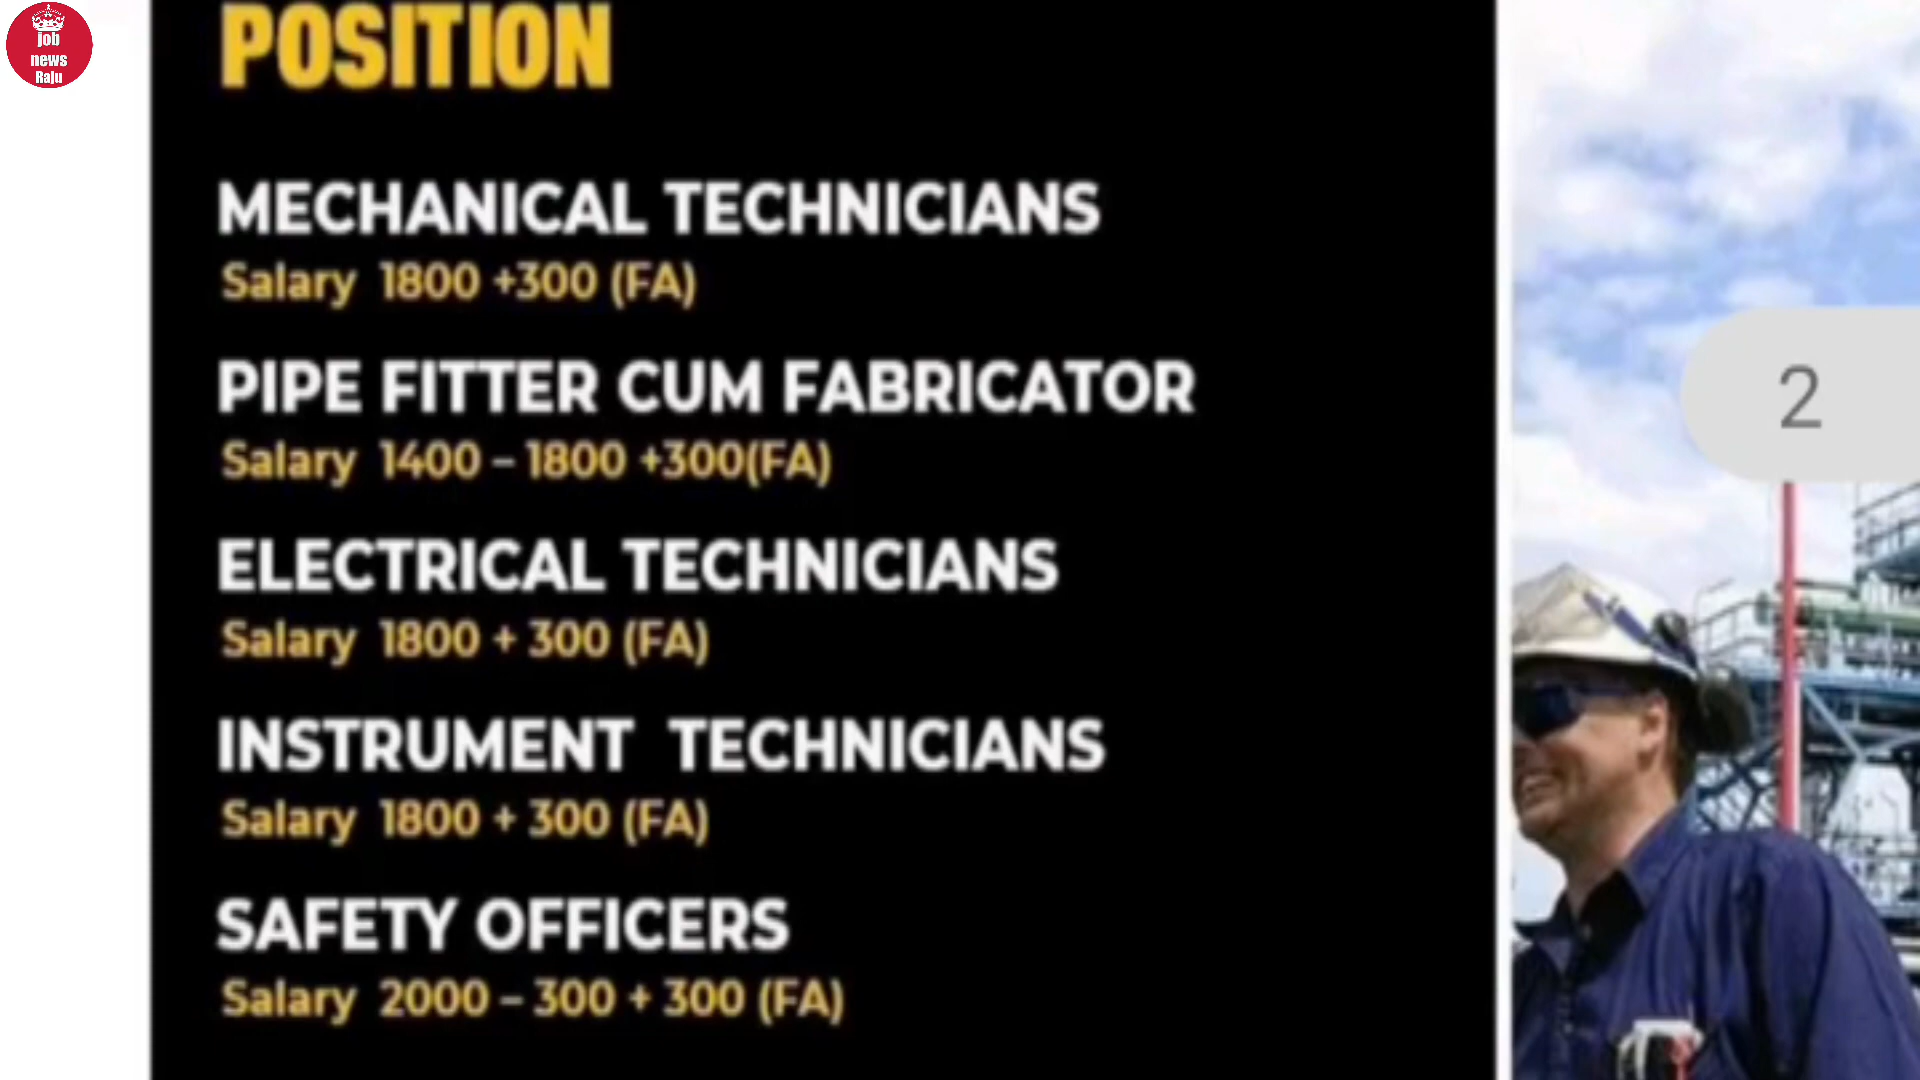 job
news
Raju
POSITION
MECHANICAL TECHNICIANS
Salary 1800 +300 (FA)
PIPE FITTER CUM FABRICATOR
Salary 1400 – 1800 +300(FA)
ELECTRICAL TECHNICIANS
Salary 1800 + 300 (FA)
INSTRUMENT TECHNICIANS
Salary 1800 + 300 (FA)
SAFETY OFFICERS
Salary 2000 – 300 + 300 (FA)
2